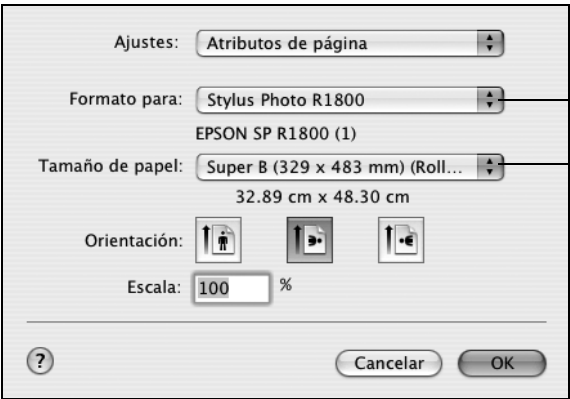 Ajustes: Atributos de página
Formato para: Stylus Photo R1800
EPSON SP R1800 (1)
Tamaño de papel: Super B (329 x 483 mm) (Roll...
32.89 cm x 48.30 cm
Orientación:
Escala: 100 %
? Cancelar OK